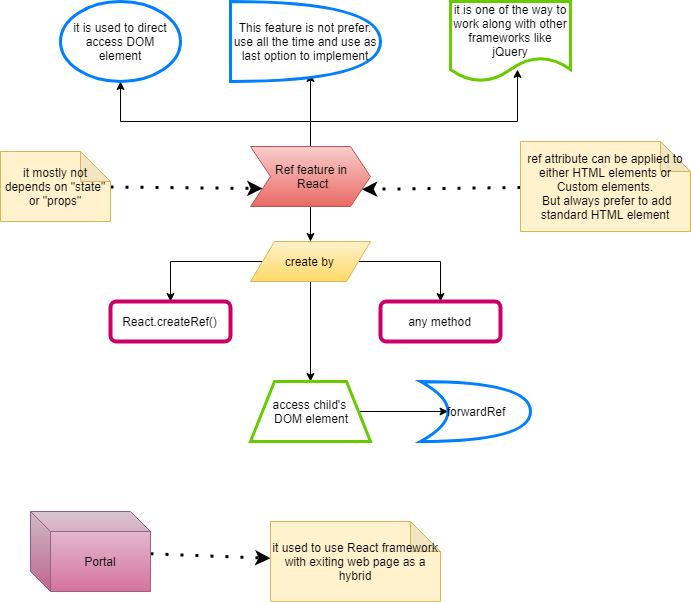 it is used to direct
access DOM
element
This feature is not prefer.
use all the time and use as
last option to implement
it is one of the way to
work along with other
frameworks like
jQuery
it mostly not
depends on "state"
or "props"
Ref feature in
React
ref attribute can be applied to
either HTML elements or
Custom elements.
But always prefer to add
standard HTML element
create by
React.createRef()
any method
access child's
DOM element
forwardRef
Portal
it used to use React framework
with exiting web page as a
hybrid